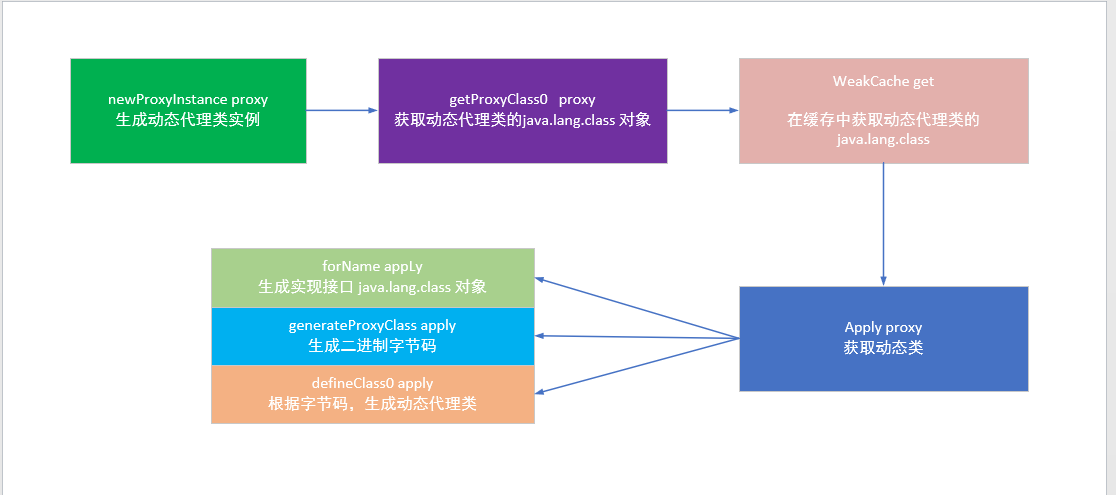 newProxyInstance proxy
生成动态代理类实例
getProxyClass0   proxy
获取动态代理类的java.lang.class 对象
WeakCache get
在缓存中获取动态代理类的
java.lang.class
forName appLy
生成实现接口 java.lang.class 对象
generateProxyClass apply
生成二进制字节码
defineClass0 apply
根据字节码，生成动态代理类
Apply proxy
获取动态类